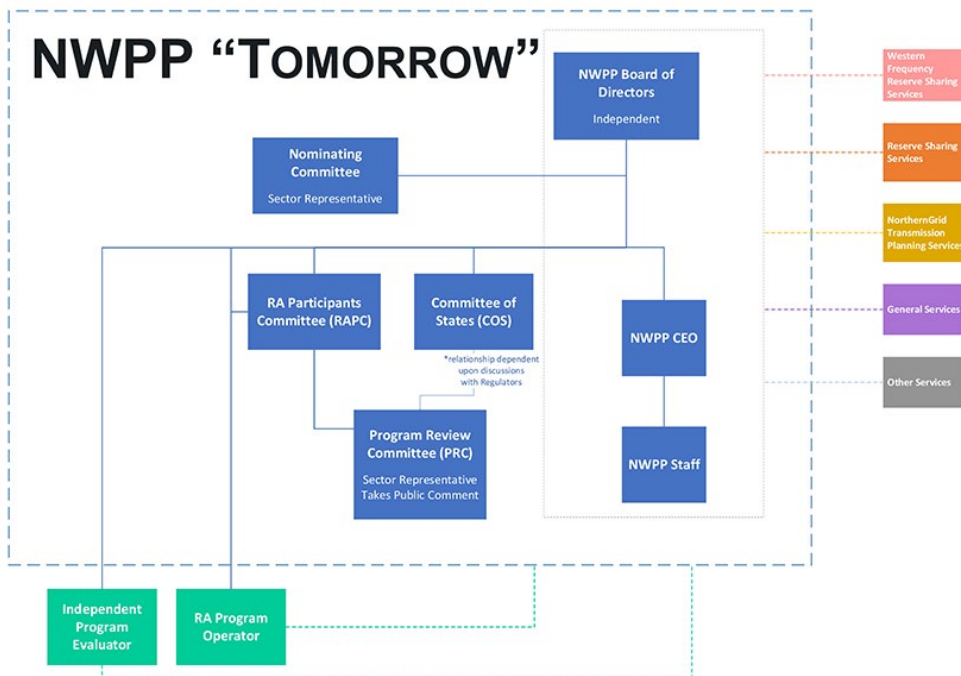 NWPP “TOMORROW”
NWPP Board of
Directors
Independent
Nominating
Committee
Sector Representative
RA Participants
Committee (RAPC)
Committee of
States (COS)
*relationship dependent
upon discussions
with Regulators
NWPP CEO
Program Review
Committee (PRC)
Sector Representative
Takes Public Comment
NWPP Staff
Independent
Program
Evaluator
RA Program
Operator
Western
Frequency
Reserve Sharing
Services
Reserve Sharing
Services
NorthernGrid
Transmission
Planning Services
General Services
Other Services